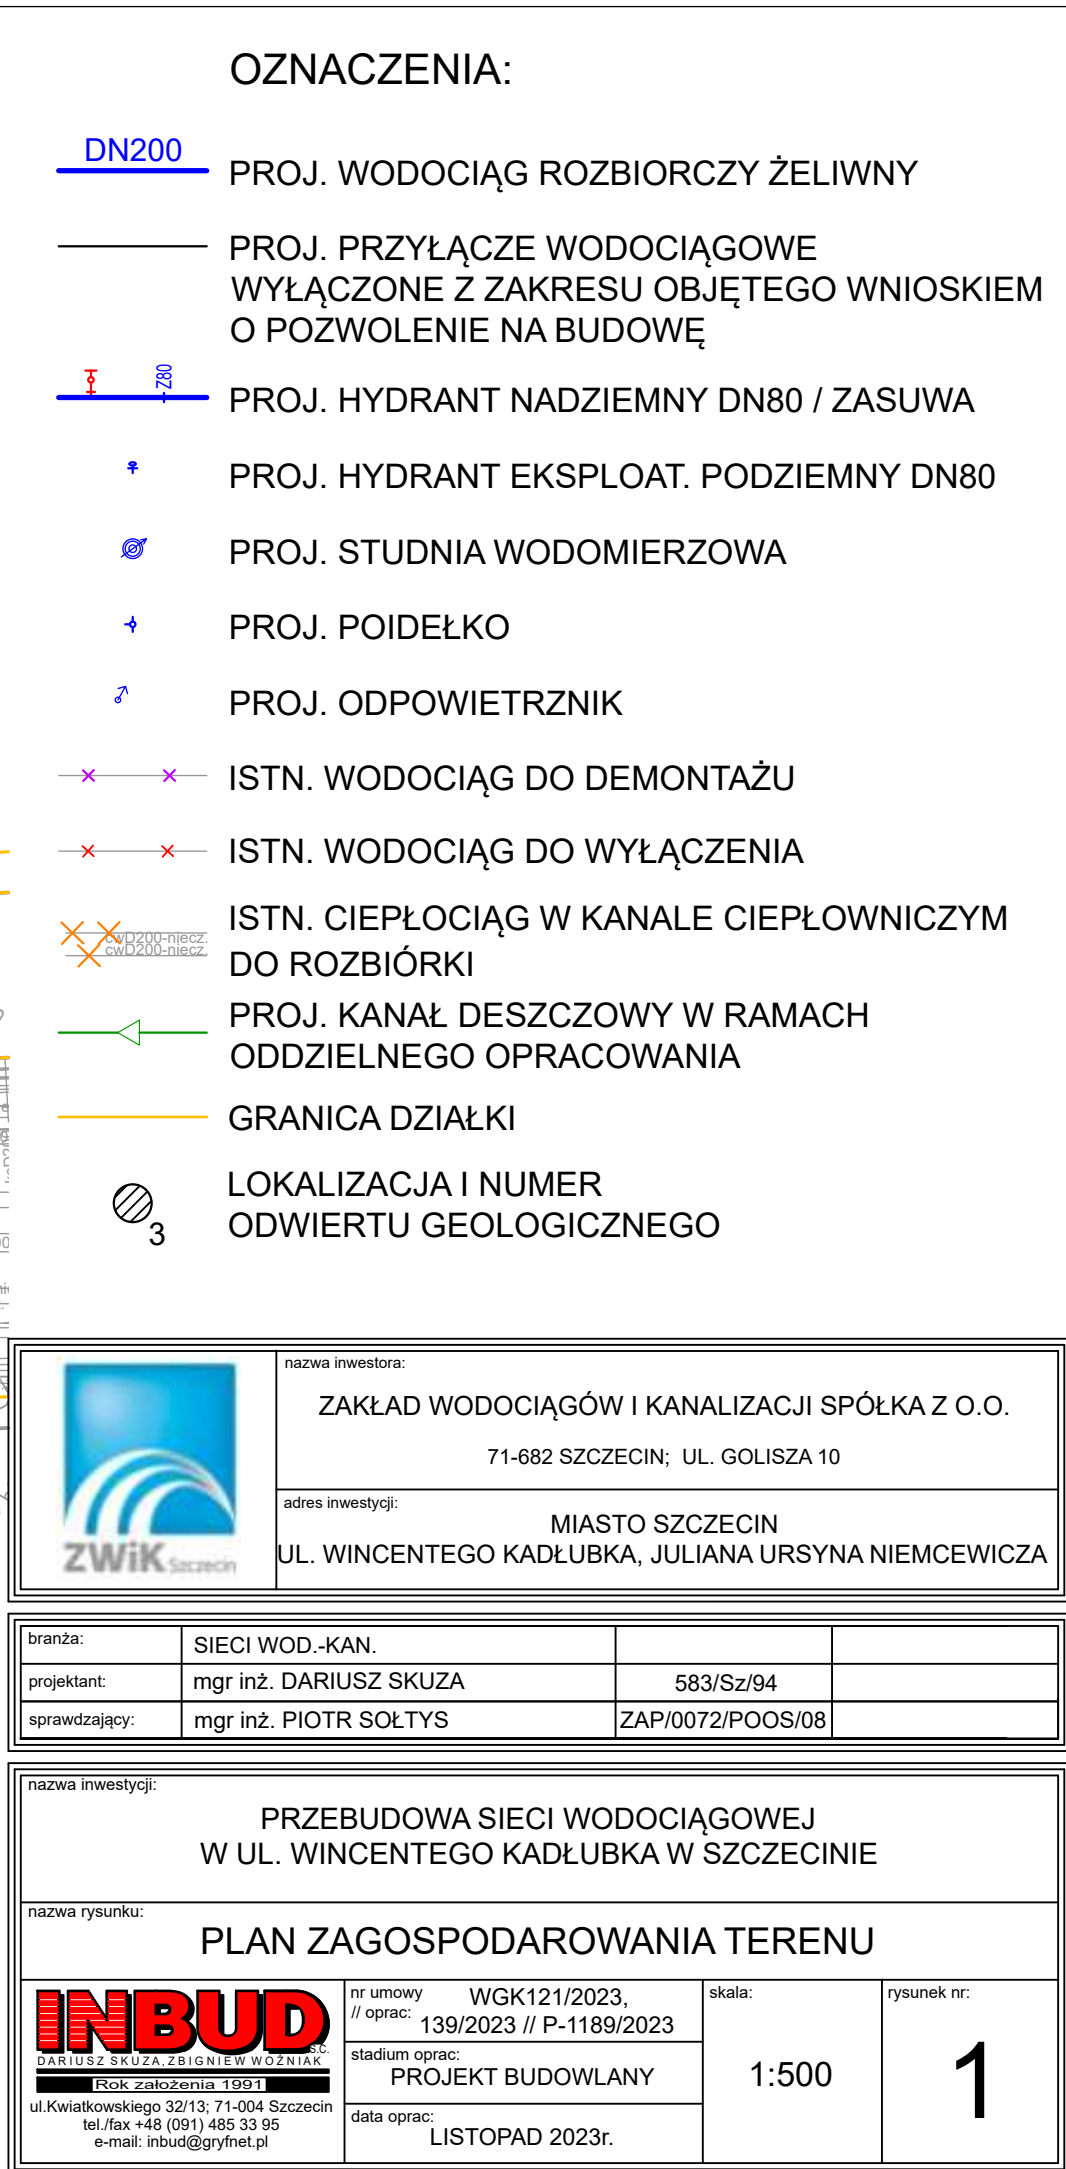 OZNACZENIA:
DN200
PROJ. WODOCIĄG ROZBIORCZY ŻELIWNY
PROJ. PRZYŁĄCZE WODOCIĄGOWE
WYŁĄCZONE Z ZAKRESU OBJĘTEGO WNIOSKIEM
O POZWOLENIE NA BUDOWĘ
Z80
PROJ. HYDRANT NADZIEMNY DN80 / ZASUWA
PROJ. HYDRANT EKSPLOAT. PODZIEMNY DN80
PROJ. STUDNIA WODOMIERZOWA
PROJ. POIDEŁKO
PROJ. ODPOWIETRZNIK
ISTN. WODOCIĄG DO DEMONTAŻU
ISTN. WODOCIĄG DO WYŁĄCZENIA
cwD200-niecz.
cwD200-niecz.
ISTN. CIEPŁOCIĄG W KANALE CIEPŁOWNICZYM
DO ROZBIÓRKI
PROJ. KANAŁ DESZCZOWY W RAMACH
ODDZIELNEGO OPRACOWANIA
GRANICA DZIAŁKI
3
LOKALIZACJA I NUMER
ODWIERTU GEOLOGICZNEGO
ZWiK Szczecin
nazwa inwestora:
ZAKŁAD WODOCIĄGÓW I KANALIZACJI SPÓŁKA Z O.O.
71-682 SZCZECIN; UL. GOLISZA 10
adres inwestycji:
MIASTO SZCZECIN
UL. WINCENTEGO KADŁUBKA, JULIANA URSYNA NIEMCEWICZA
branża: SIECI WOD.-KAN.
projektant: mgr inż. DARIUSZ SKUZA 583/Sz/94
sprawdzający: mgr inż. PIOTR SOŁTYS ZAP/0072/POOS/08
nazwa inwestycji:
PRZEBUDOWA SIECI WODOCIĄGOWEJ
W UL. WINCENTEGO KADŁUBKA W SZCZECINIE
nazwa rysunku:
PLAN ZAGOSPODAROWANIA TERENU
INBUD
S.C.
DARIUSZ SKUZA, ZBIGNIEW WOŹNIAK
Rok założenia 1991
ul.Kwiatkowskiego 32/13; 71-004 Szczecin
tel./fax +48 (091) 485 33 95
e-mail: inbud@gryfnet.pl
nr umowy WGK121/2023,
// oprac: 139/2023 // P-1189/2023
stadium oprac:
PROJEKT BUDOWLANY
data oprac:
LISTOPAD 2023r.
skala:
1:500
rysunek nr:
1